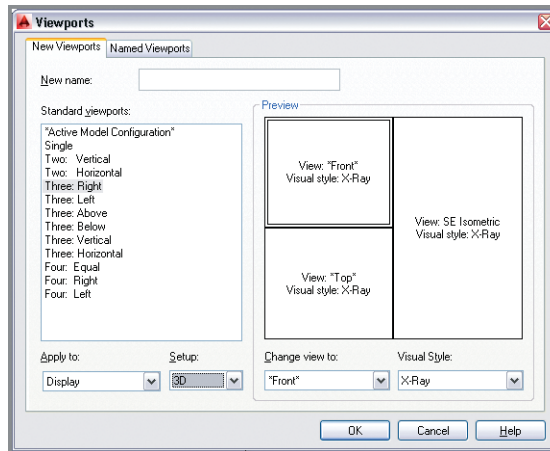 Viewports
New Viewports Named Viewports
New name:
Standard viewports:
*Active Model Configuration*
Single
Two: Vertical
Two: Horizontal
Three: Right
Three: Left
Three: Above
Three: Below
Three: Vertical
Three: Horizontal
Four: Equal
Four: Right
Four: Left
Apply to:
Display
Setup:
3D
Preview
View: *Front*
Visual style: X-Ray
View: *Top*
Visual style: X-Ray
View: SE Isometric
Visual style: X-Ray
Change view to:
*Front*
Visual Style:
X-Ray
OK Cancel Help